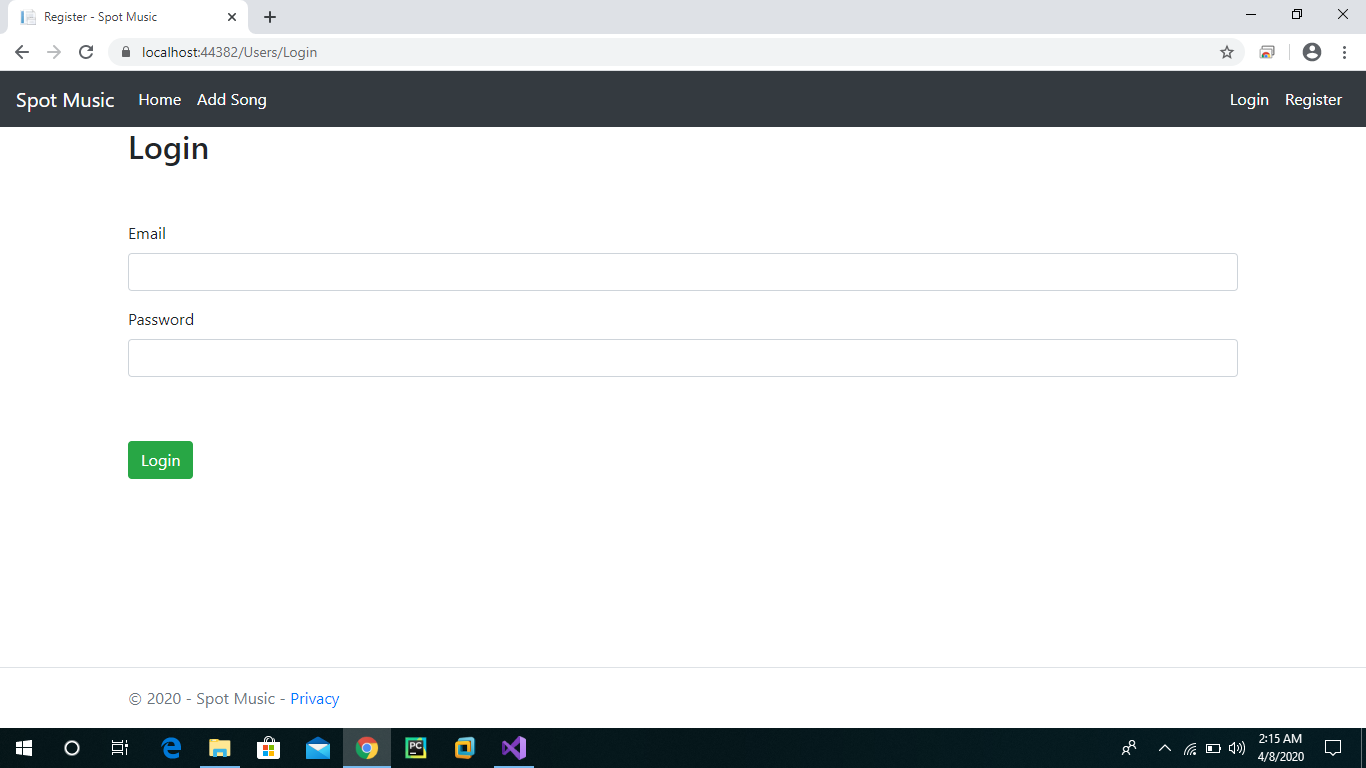 Register - Spot Music
localhost:44382/Users/Login
Spot Music Home Add Song Login Register
Login
Email
Password
Login
© 2020 - Spot Music - Privacy
PC
2:15 AM
4/8/2020